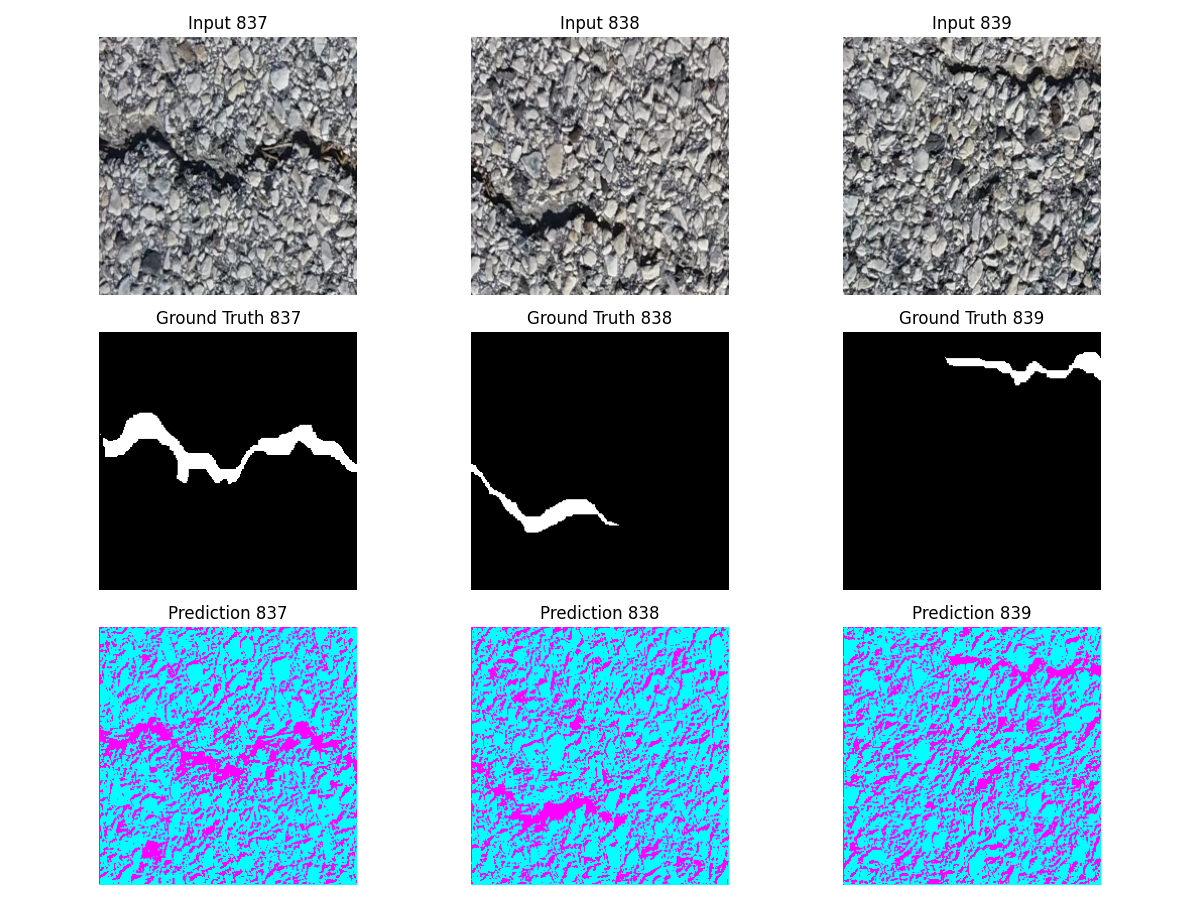 Input 837
Input 838
Input 839
Ground Truth 837
Ground Truth 838
Ground Truth 839
Prediction 837
Prediction 838
Prediction 839